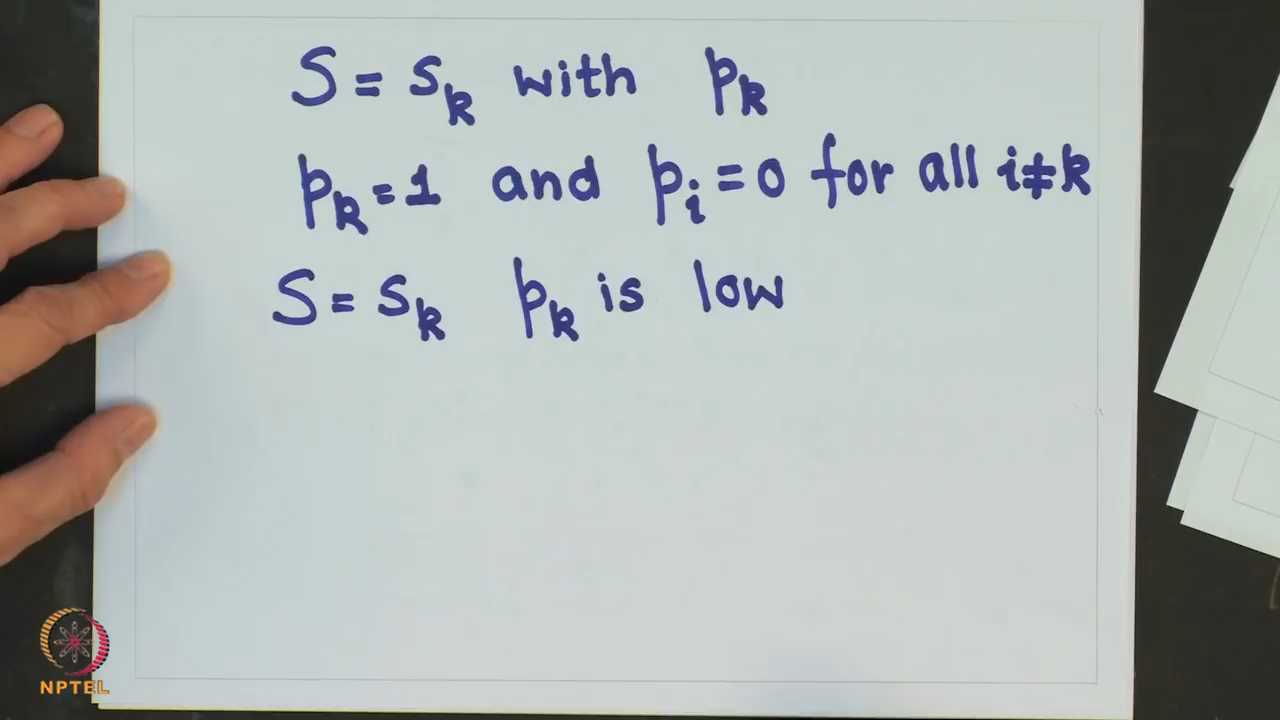 S = s_k with p_k
p_k = 1 and p_i = 0 for all i ≠ k
S = s_k p_k is low
NPTEL